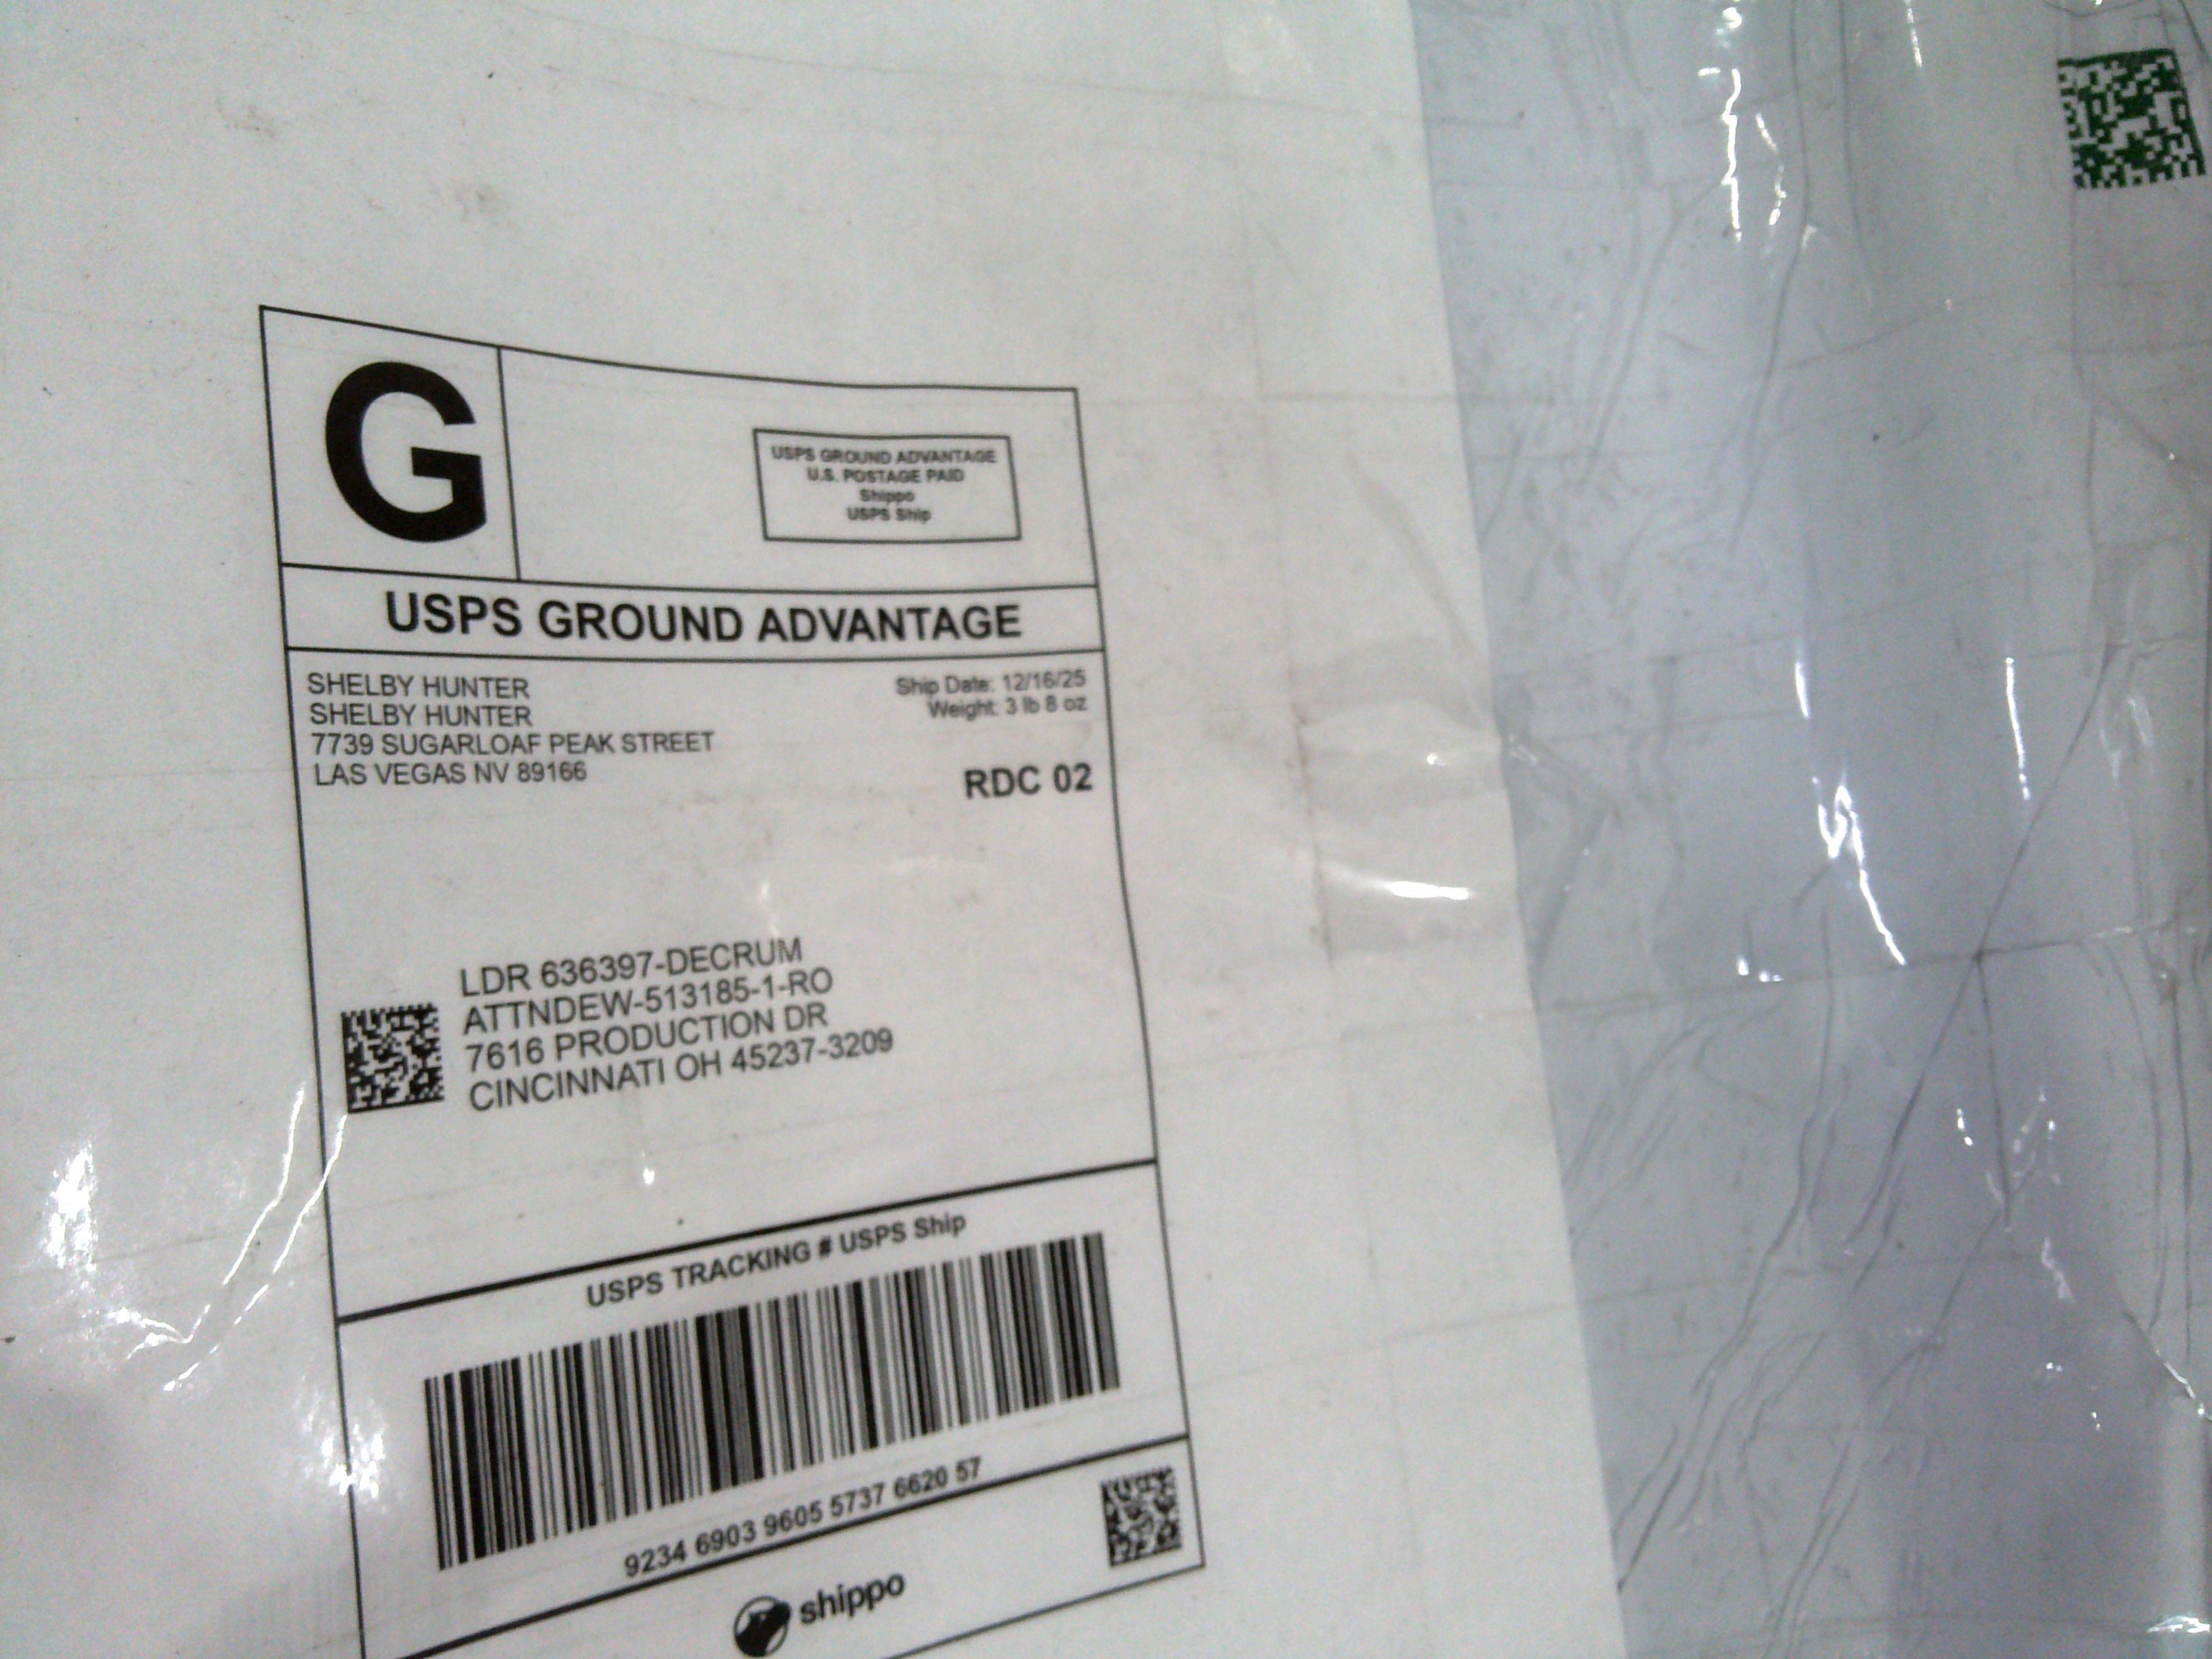 G
USPS GROUND ADVANTAGE
U.S. POSTAGE PAID
Shippo
USPS Ship
USPS GROUND ADVANTAGE
SHELBY HUNTER
SHELBY HUNTER
7739 SUGARLOAF PEAK STREET
LAS VEGAS NV 89166
Ship Date: 12/16/25
Weight: 3 lb 8 oz
RDC 02
LDR 636397-DECRUM
ATTNDEW-513185-1-RO
7616 PRODUCTION DR
CINCINNATI OH 45237-3209
USPS TRACKING # USPS Ship
9234 6903 9605 5737 6620 57
shippo